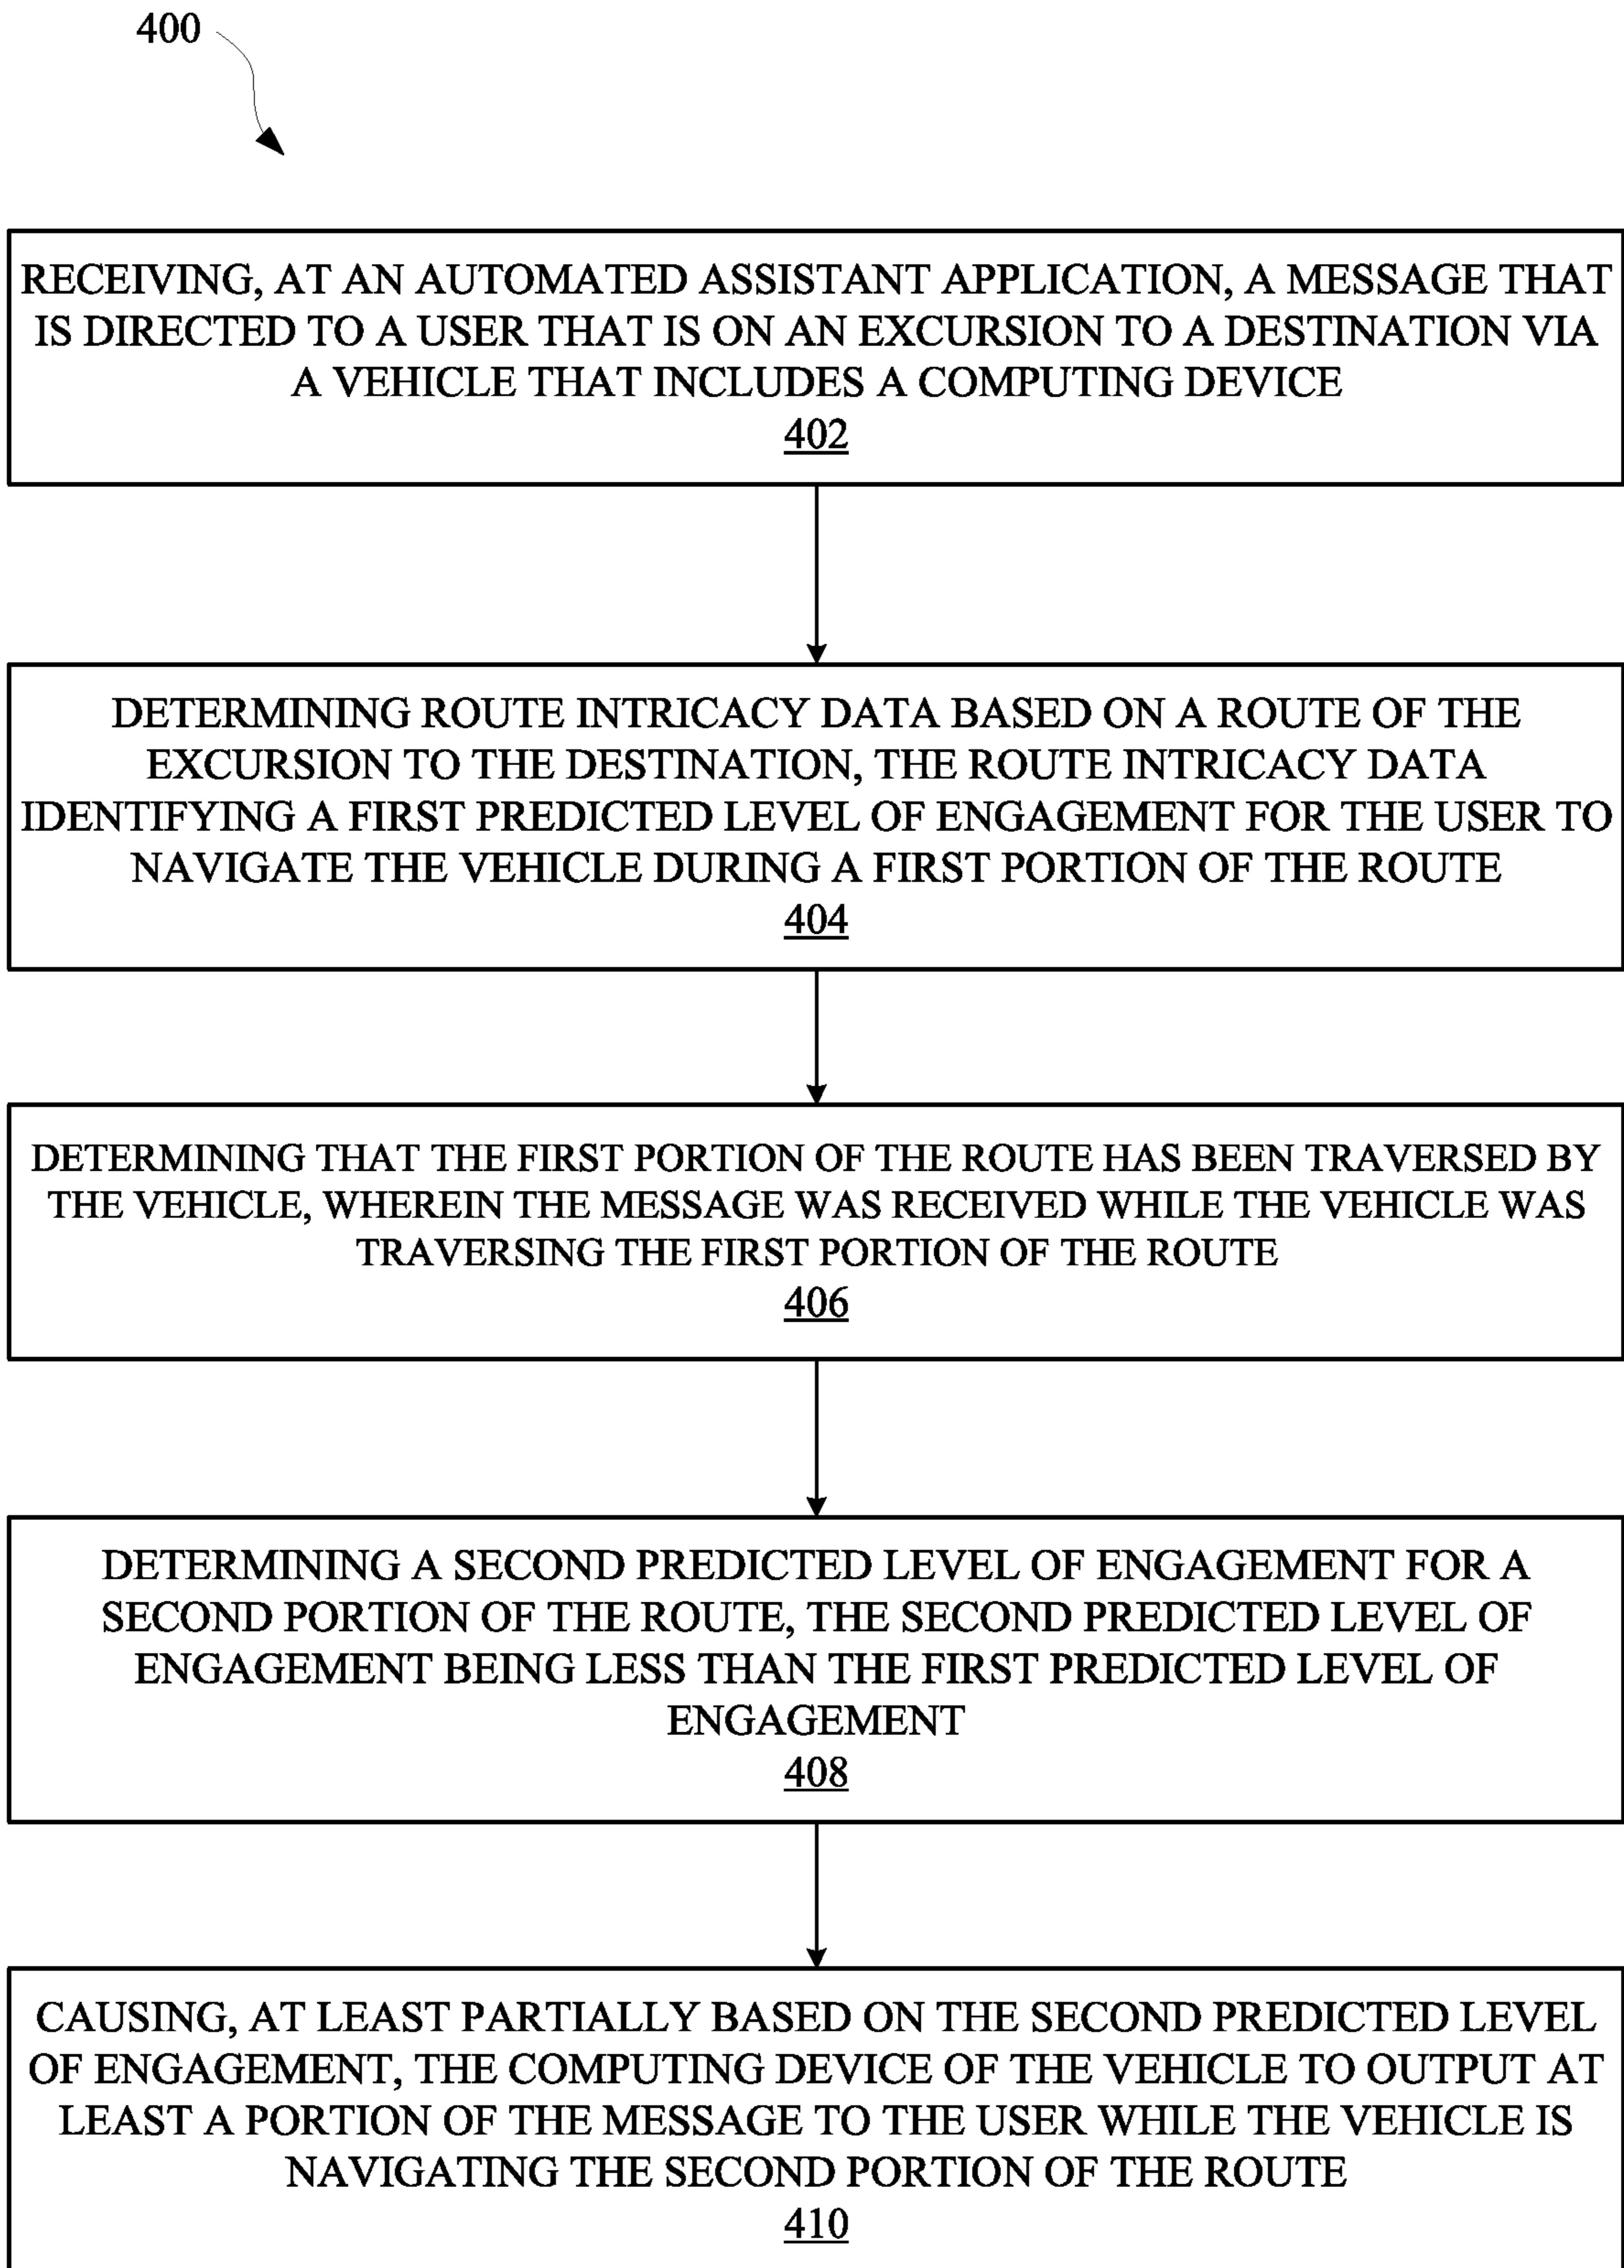 400
RECEIVING, AT AN AUTOMATED ASSISTANT APPLICATION, A MESSAGE THAT
IS DIRECTED TO A USER THAT IS ON AN EXCURSION TO A DESTINATION VIA
A VEHICLE THAT INCLUDES A COMPUTING DEVICE
402
DETERMINING ROUTE INTRICACY DATA BASED ON A ROUTE OF THE
EXCURSION TO THE DESTINATION, THE ROUTE INTRICACY DATA
IDENTIFYING A FIRST PREDICTED LEVEL OF ENGAGEMENT FOR THE USER TO
NAVIGATE THE VEHICLE DURING A FIRST PORTION OF THE ROUTE
404
DETERMINING THAT THE FIRST PORTION OF THE ROUTE HAS BEEN TRAVERSED BY
THE VEHICLE, WHEREIN THE MESSAGE WAS RECEIVED WHILE THE VEHICLE WAS
TRAVERSING THE FIRST PORTION OF THE ROUTE
406
DETERMINING A SECOND PREDICTED LEVEL OF ENGAGEMENT FOR A
SECOND PORTION OF THE ROUTE, THE SECOND PREDICTED LEVEL OF
ENGAGEMENT BEING LESS THAN THE FIRST PREDICTED LEVEL OF
ENGAGEMENT
408
CAUSING, AT LEAST PARTIALLY BASED ON THE SECOND PREDICTED LEVEL
OF ENGAGEMENT, THE COMPUTING DEVICE OF THE VEHICLE TO OUTPUT AT
LEAST A PORTION OF THE MESSAGE TO THE USER WHILE THE VEHICLE IS
NAVIGATING THE SECOND PORTION OF THE ROUTE
410